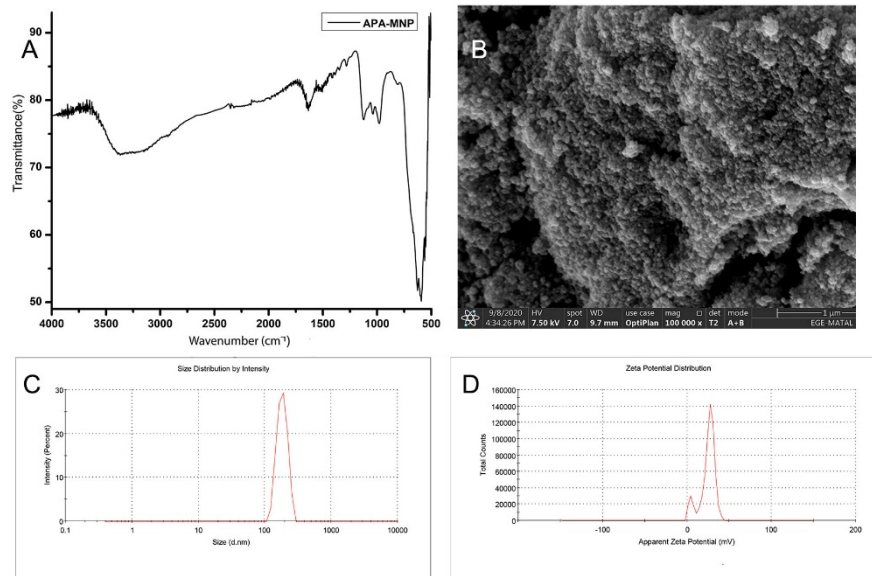 A
APA-MNP
90
80
70
60
50
Transmittance(%)
4000 3500 3000 2500 2000 1500 1000 500
Wavenumber (cm⁻¹)
B
9/8/2020 HV spot WD use case mag □ det mode 1 µm
4:34:26 PM 7.50 kV 7.0 9.7 mm OptiPlan 100 000 x T2 A+B EGE MATAL
C
Size Distribution by Intensity
30
20
10
0
Intensity (Percent)
0.1 1 10 100 1000 10000
Size (d.nm)
D
Zeta Potential Distribution
160000
140000
120000
100000
80000
60000
40000
20000
0
Total Counts
-100 0 100 200
Apparent Zeta Potential (mV)